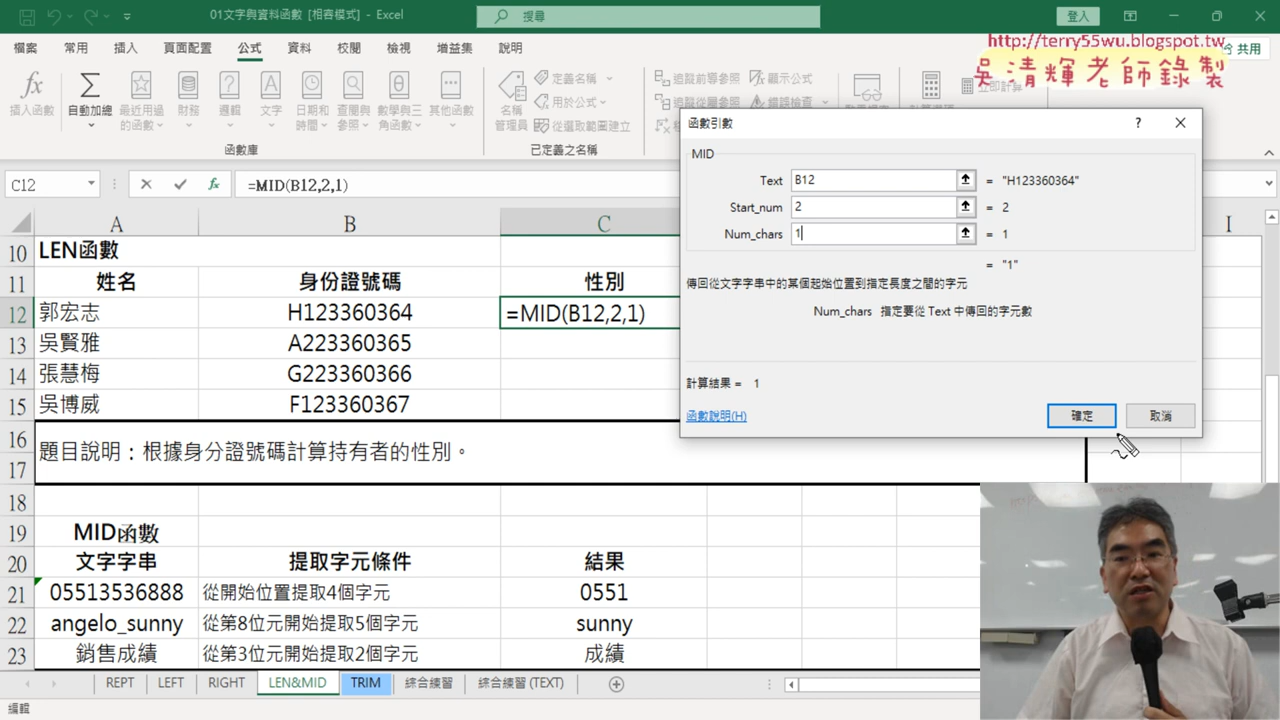 01文字與資料函數 [相容模式] - Excel
搜尋
登入
檔案 常用 插入 頁面配置 公式 資料 校閱 檢視 增益集 說明
共用
http://terry55wu.blogspot.tw
吳清輝老師錄製
插入函數 自動加總 最近用過的函數 財務 邏輯 文字 日期和時間 查閱與參照 數學與三角函數 其他函數
名稱管理員 定義名稱 用於公式 從選取範圍建立
追蹤前導參照 顯示公式
追蹤從屬參照 錯誤檢查
立即計算
函數庫 已定義之名稱
C12 =MID(B12,2,1)
函數引數
MID
Text B12 = "H123360364"
Start_num 2 = 2
Num_chars 1 = 1
= "1"
傳回從文字字串中的某個起始位置到指定長度之間的字元
Num_chars 指定要從 Text 中傳回的字元數
計算結果 = 1
函數說明(H) 確定 取消
A B C I
10 LEN函數
11 姓名 身份證號碼 性別
12 郭宏志 H123360364 =MID(B12,2,1)
13 吳賢雅 A223360365
14 張慧梅 G223360366
15 吳博威 F123360367
16 題目說明：根據身分證號碼計算持有者的性別。
17
18
19 MID函數
20 文字字串 提取字元條件 結果
21 05513536888 從開始位置提取4個字元 0551
22 angelo_sunny 從第8位元開始提取5個字元 sunny
23 銷售成績 從第3位元開始提取2個字元 成績
REPT LEFT RIGHT LEN&MID TRIM 綜合練習 綜合練習 (TEXT)
編輯